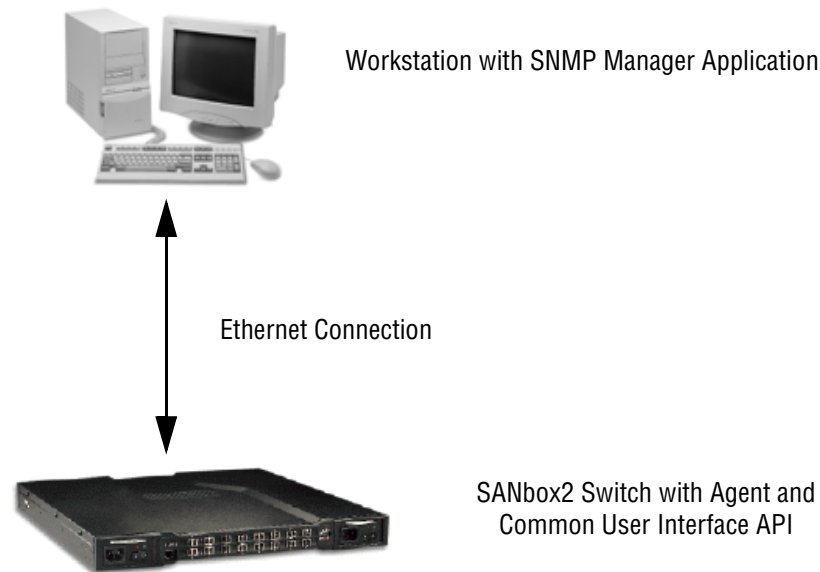 Workstation with SNMP Manager Application
Ethernet Connection
SANbox2 Switch with Agent and
Common User Interface API